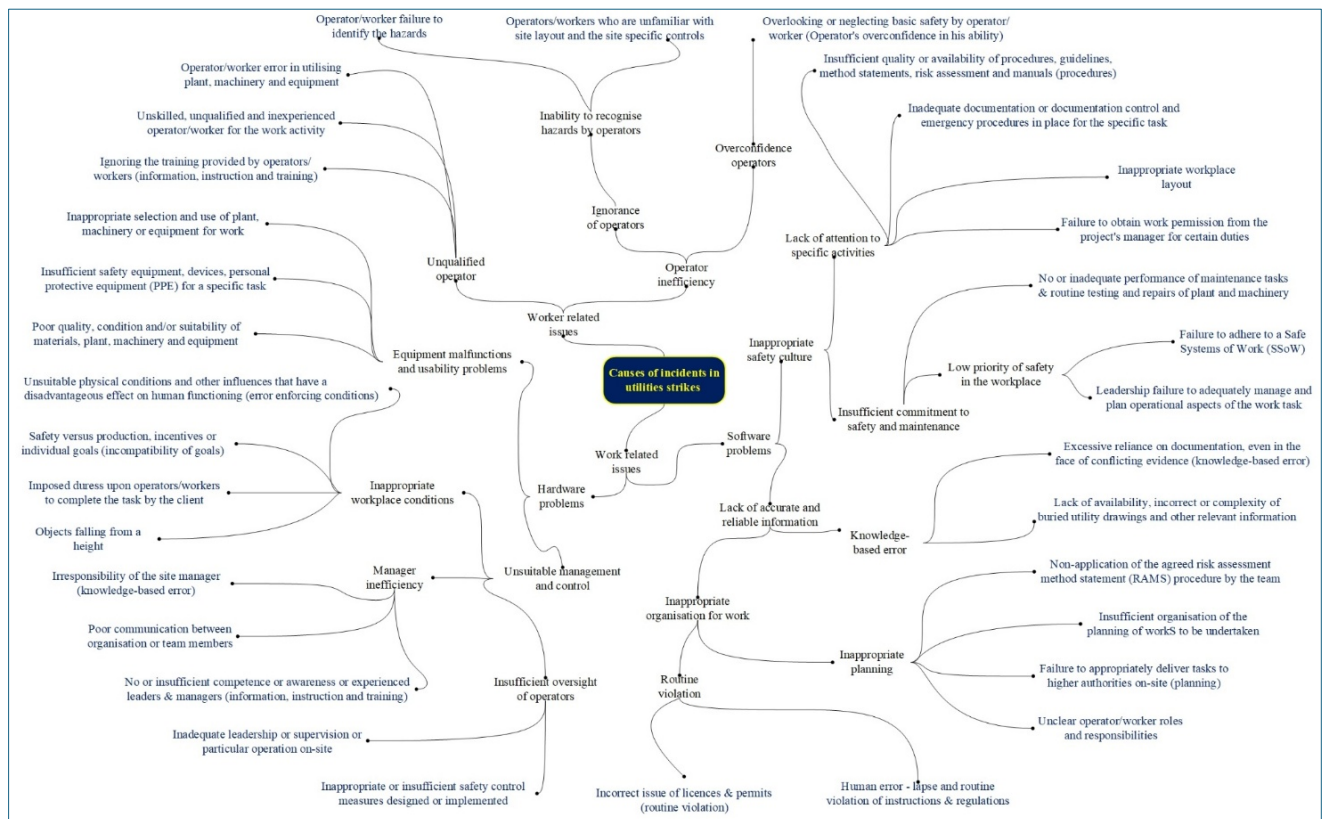 Operator/worker failure to
identify the hazards
Operators/workers who are unfamiliar with
site layout and the site specific controls
Overlooking or neglecting basic safety by operator/
worker (Operator's overconfidence in his ability)
Operator/worker error in utilising
plant, machinery and equipment
Insufficient quality or availability of procedures, guidelines,
method statements, risk assessment and manuals (procedures)
Unskilled, unqualified and inexperienced
operator/worker for the work activity
Inability to recognise
hazards by operators
Inadequate documentation or documentation control and
emergency procedures in place for the specific task
Overconfidence
operators
Ignoring the training provided by operators/
workers (information, instruction and training)
Inappropriate workplace
layout
Inappropriate selection and use of plant,
machinery or equipment for work
Ignorance
of operators
Failure to obtain work permission from the
project's manager for certain duties
Lack of attention to
specific activities
Insufficient safety equipment, devices, personal
protective equipment (PPE) for a specific task
Unqualified
operator
Operator
inefficiency
No or inadequate performance of maintenance tasks
& routine testing and repairs of plant and machinery
Poor quality, condition and/or suitability of
materials, plant, machinery and equipment
Worker related
issues
Failure to adhere to a Safe
Systems of Work (SSoW)
Equipment malfunctions
and usability problems
Inappropriate
safety culture
Low priority of safety
in the workplace
Unsuitable physical conditions and other influences that have a
disadvantageous effect on human functioning (error enforcing conditions)
Causes of incidents in
utilities strikes
Leadership failure to adequately manage and
plan operational aspects of the work task
Insufficient commitment to
safety and maintenance
Safety versus production, incentives or
individual goals (incompatibility of goals)
Software
problems
Work related
issues
Excessive reliance on documentation, even in the
face of conflicting evidence (knowledge-based error)
Imposed duress upon operators/workers
to complete the task by the client
Inappropriate
workplace conditions
Hardware
problems
Lack of accurate and
reliable information
Lack of availability, incorrect or complexity of
buried utility drawings and other relevant information
Objects falling from a
height
Knowledge-
based error
Irresponsibility of the site manager
(knowledge-based error)
Manager
inefficiency
Unsuitable management
and control
Non-application of the agreed risk assessment
method statement (RAMS) procedure by the team
Inappropriate
organisation for work
Poor communication between
organisation or team members
Insufficient organisation of the
planning of workS to be undertaken
Inappropriate
planning
No or insufficient competence or awareness or experienced
leaders & managers (information, instruction and training)
Insufficient oversight
of operators
Routine
violation
Failure to appropriately deliver tasks to
higher authorities on-site (planning)
Inadequate leadership or supervision or
particular operation on-site
Unclear operator/worker roles
and responsibilities
Inappropriate or insufficient safety control
measures designed or implemented
Incorrect issue of licences & permits
(routine violation)
Human error - lapse and routine
violation of instructions & regulations